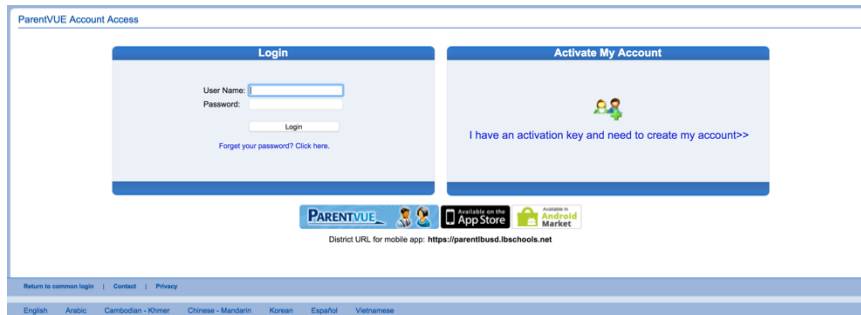 ParentVUE Account Access
Login
User Name:
Password:
Login
Forget your password? Click here.
Activate My Account
I have an activation key and need to create my account>>
PARENTVUE
Available on the
App Store
Available in
Android
Market
District URL for mobile app: https://parentlbusd.lbschools.net
Return to common login | Contact | Privacy
English Arabic Cambodian - Khmer Chinese - Mandarin Korean Español Vietnamese